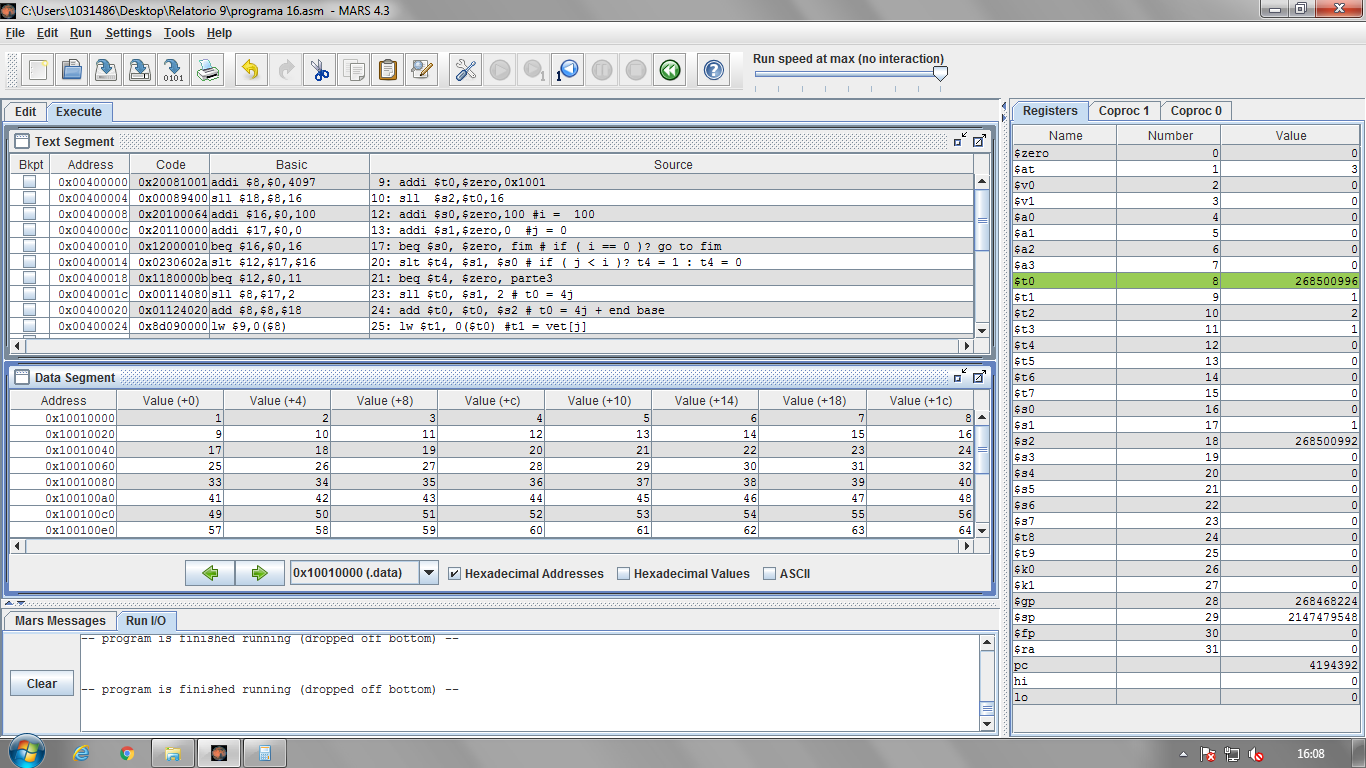 C:\Users\1031486\Desktop\Relatorio 9\programa 16.asm - MARS 4.3
File Edit Run Settings Tools Help
Run speed at max (no interaction)
Edit Execute
Text Segment
Bkpt Address Code Basic Source
0x00400000 0x20081001 addi $8,$0,4097 9: addi $t0,$zero,0x1001
0x00400004 0x00089400 sll $18,$8,16 10: sll $s2,$t0,16
0x00400008 0x20100064 addi $16,$0,100 12: addi $s0,$zero,100 #i = 100
0x0040000c 0x20110000 addi $17,$0,0 13: addi $s1,$zero,0 #j = 0
0x00400010 0x12000010 beq $16,$0,16 17: beq $s0, $zero, fim # if ( i == 0 )? go to fim
0x00400014 0x0230602a slt $12,$17,$16 20: slt $t4, $s1, $s0 # if ( j < i )? t4 = 1 : t4 = 0
0x00400018 0x1180000b beq $12,$0,11 21: beq $t4, $zero, parte3
0x0040001c 0x00114080 sll $8,$17,2 23: sll $t0, $s1, 2 # t0 = 4j
0x00400020 0x01124020 add $8,$8,$18 24: add $t0, $t0, $s2 # t0 = 4j + end base
0x00400024 0x8d090000 lw $9,0($8) 25: lw $t1, 0($t0) #t1 = vet[j]
Data Segment
Address Value (+0) Value (+4) Value (+8) Value (+c) Value (+10) Value (+14) Value (+18) Value (+1c)
0x10010000 1 2 3 4 5 6 7 8
0x10010020 9 10 11 12 13 14 15 16
0x10010040 17 18 19 20 21 22 23 24
0x10010060 25 26 27 28 29 30 31 32
0x10010080 33 34 35 36 37 38 39 40
0x100100a0 41 42 43 44 45 46 47 48
0x100100c0 49 50 51 52 53 54 55 56
0x100100e0 57 58 59 60 61 62 63 64
0x10010000 (.data) Hexadecimal Addresses Hexadecimal Values ASCII
Mars Messages Run I/O
-- program is finished running (dropped off bottom) --
-- program is finished running (dropped off bottom) --
Clear
Registers Coproc 1 Coproc 0
Name Number Value
$zero 0 0
$at 1 3
$v0 2 0
$v1 3 0
$a0 4 0
$a1 5 0
$a2 6 0
$a3 7 0
$t0 8 268500996
$t1 9 1
$t2 10 2
$t3 11 1
$t4 12 0
$t5 13 0
$t6 14 0
$t7 15 0
$s0 16 0
$s1 17 1
$s2 18 268500992
$s3 19 0
$s4 20 0
$s5 21 0
$s6 22 0
$s7 23 0
$t8 24 0
$t9 25 0
$k0 26 0
$k1 27 0
$gp 28 268468224
$sp 29 2147479548
$fp 30 0
$ra 31 0
pc 4194392
hi 0
lo 0
16:08